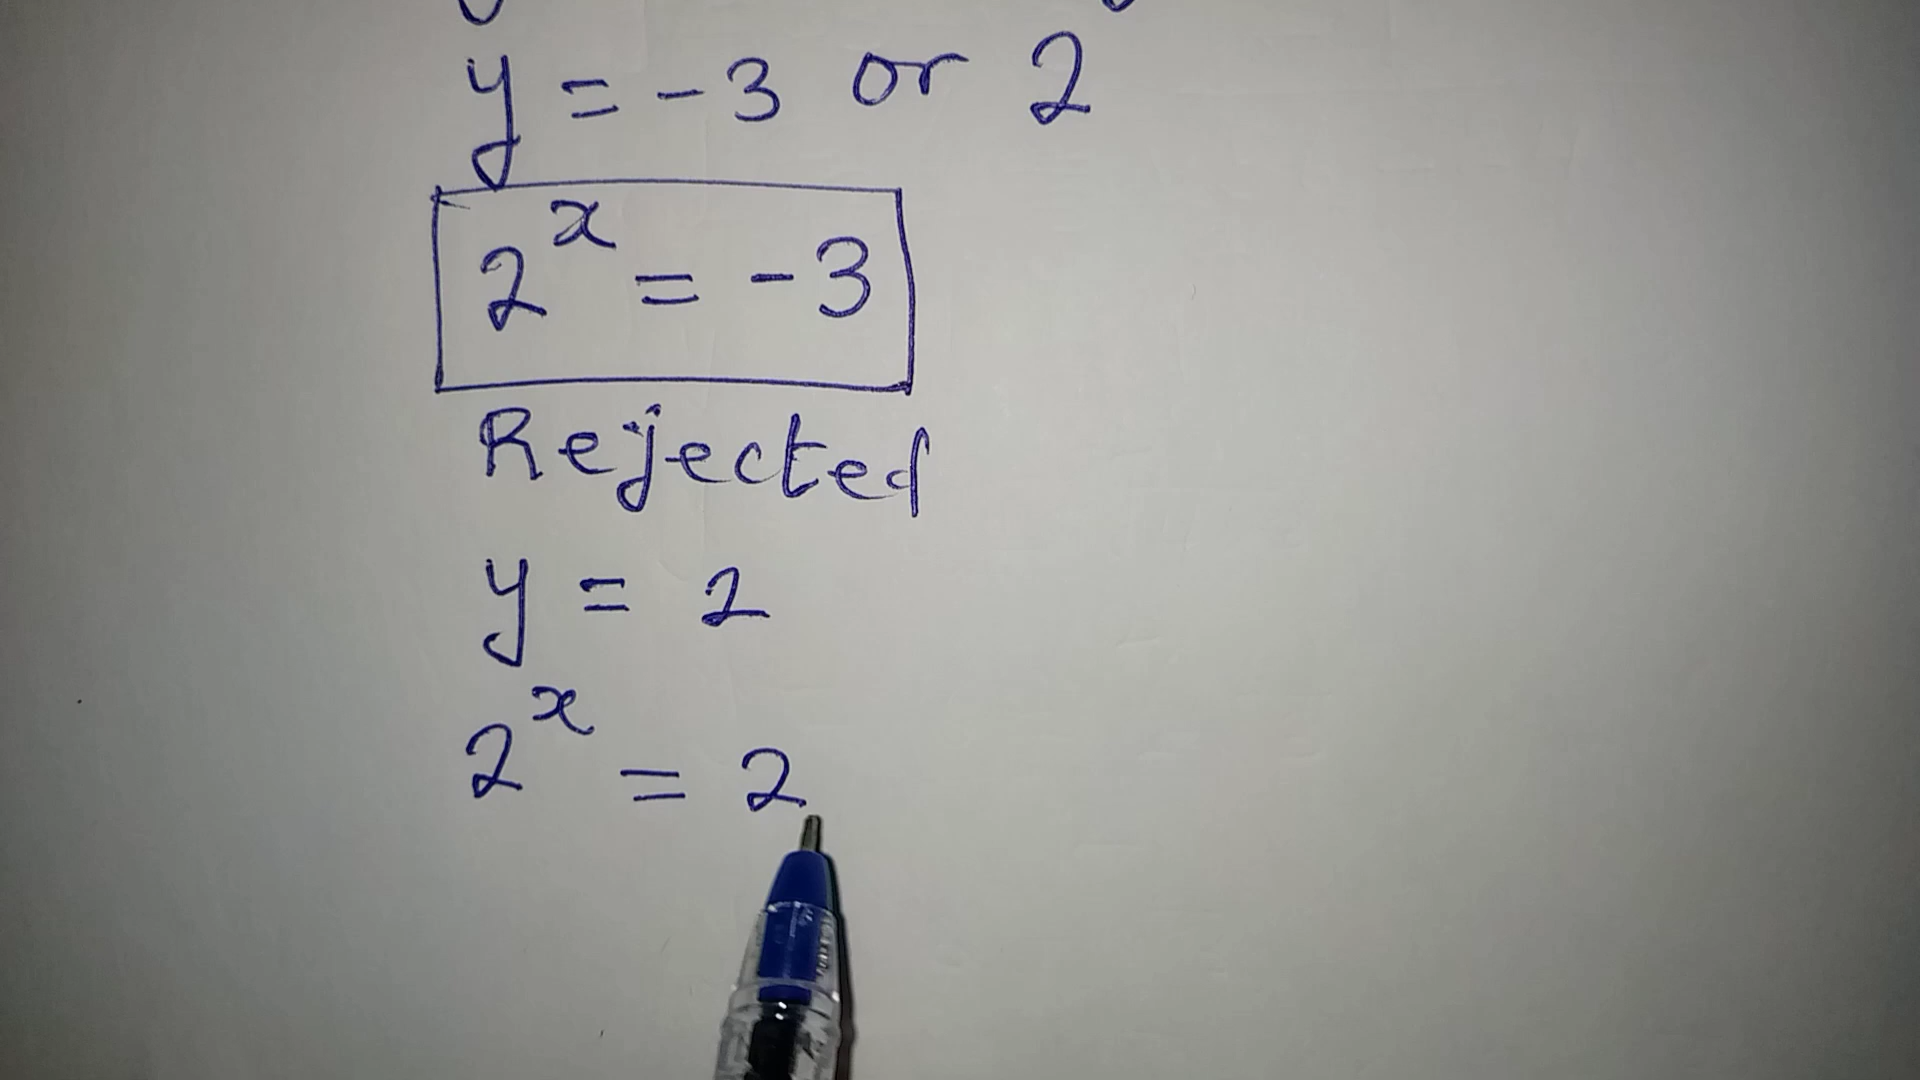 y = -3 or 2
2^x = -3
Rejected
y = 2
2^x = 2